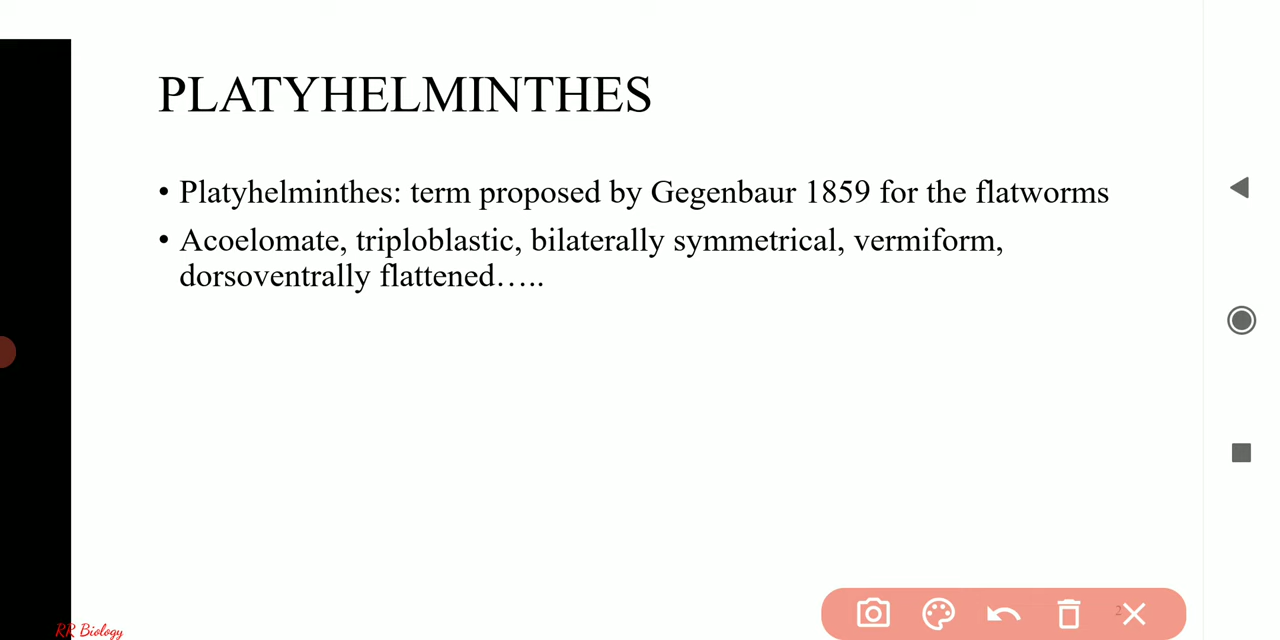 PLATYHELMINTHES
• Platyhelminthes: term proposed by Gegenbaur 1859 for the flatworms
• Acoelomate, triploblastic, bilaterally symmetrical, vermiform,
dorsoventrally flattened…..
2
RR Biology